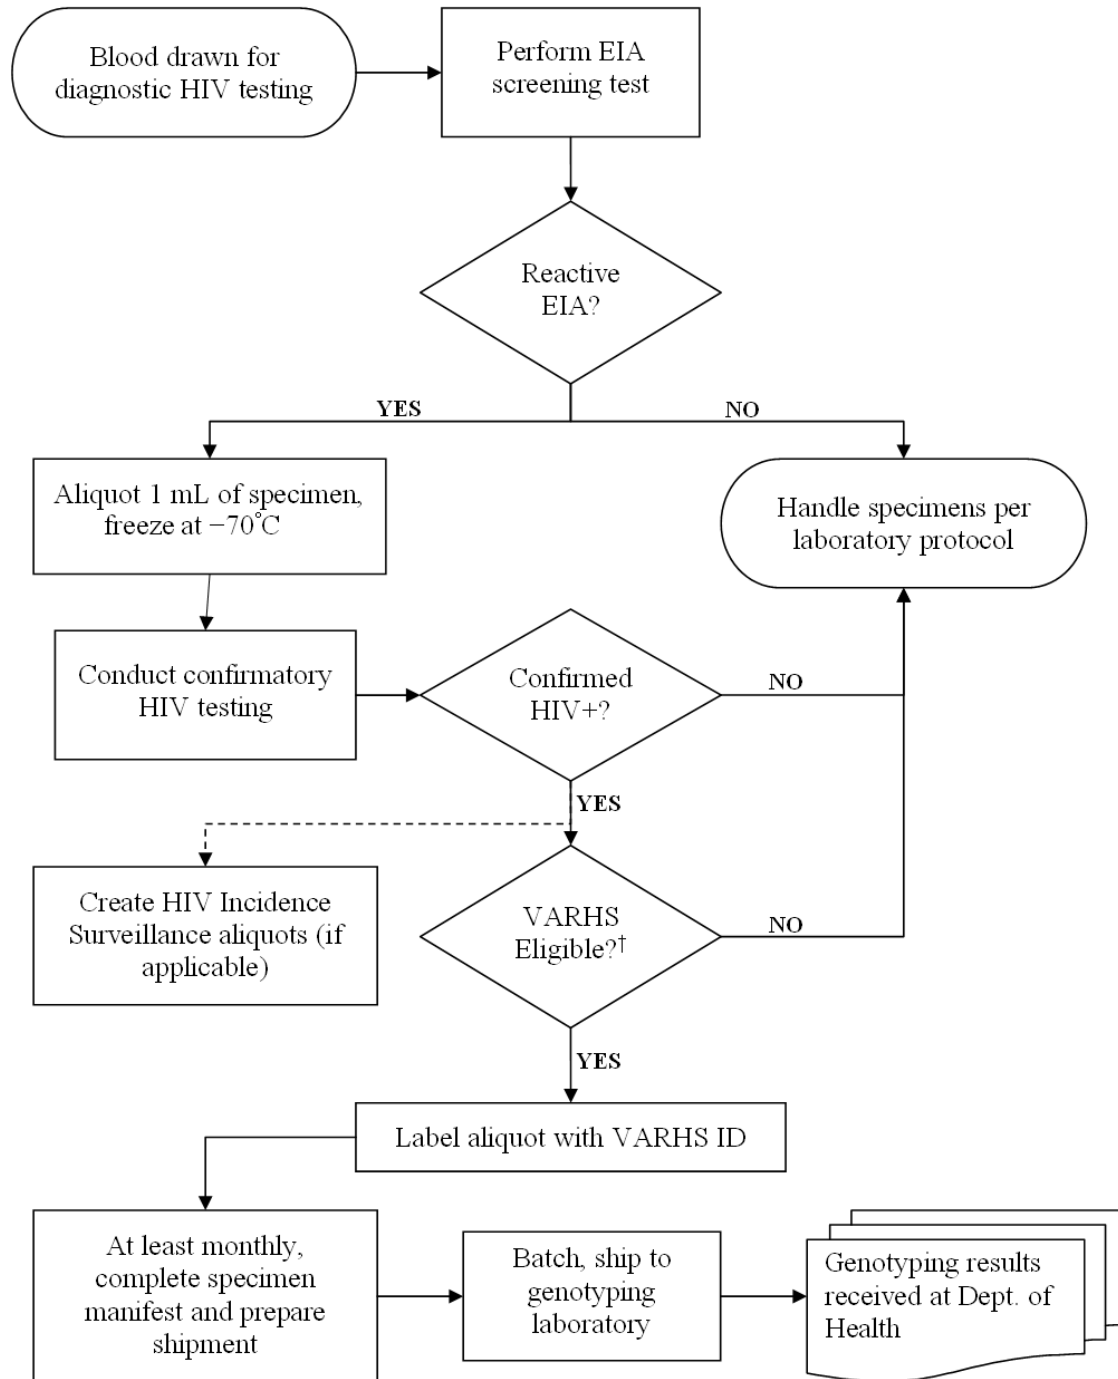 Blood drawn for
diagnostic HIV testing
Perform EIA
screening test
Reactive
EIA?
YES
NO
Aliquot 1 mL of specimen,
freeze at −70°C
Handle specimens per
laboratory protocol
Conduct confirmatory
HIV testing
Confirmed
HIV+?
NO
YES
Create HIV Incidence
Surveillance aliquots (if
applicable)
VARHS
Eligible?†
NO
YES
Label aliquot with VARHS ID
At least monthly,
complete specimen
manifest and prepare
shipment
Batch, ship to
genotyping
laboratory
Genotyping results
received at Dept. of
Health